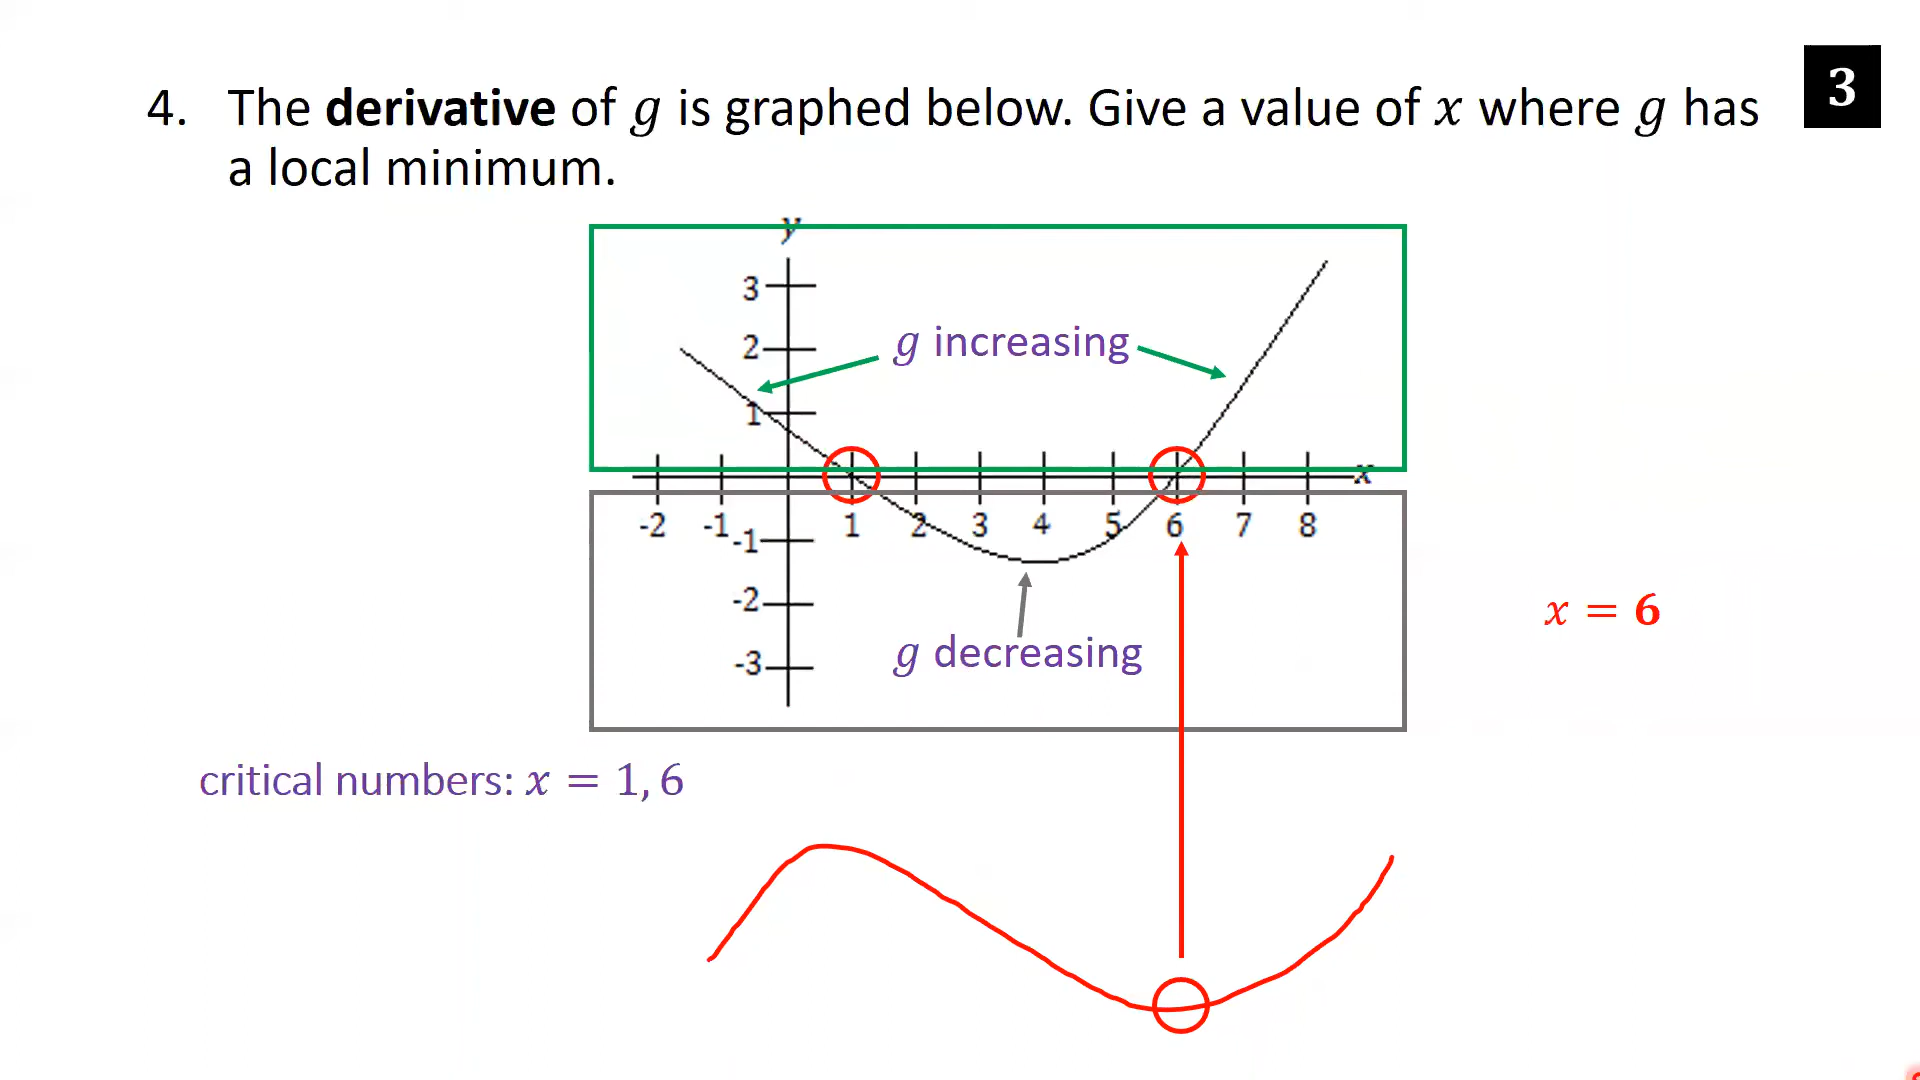 3
4. The derivative of g is graphed below. Give a value of x where g has
a local minimum.
y
3
2
1
g increasing
x
-2 -1 1 2 3 4 5 6 7 8
-1
-2
-3
g decreasing
x = 6
critical numbers: x = 1, 6